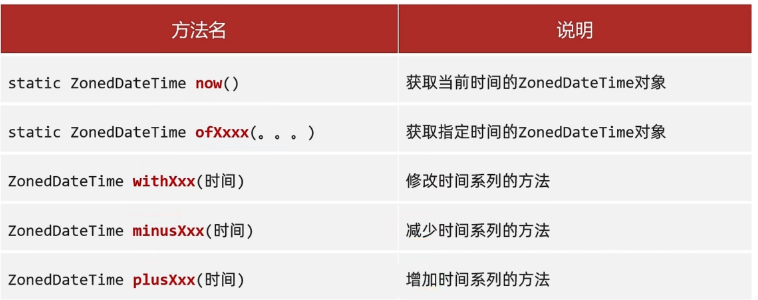 方法名 说明
static ZonedDateTime now() 获取当前时间的ZonedDateTime对象
static ZonedDateTime ofXxxx(。。。) 获取指定时间的ZonedDateTime对象
ZonedDateTime withXxx(时间) 修改时间系列的方法
ZonedDateTime minusXxx(时间) 减少时间系列的方法
ZonedDateTime plusXxx(时间) 增加时间系列的方法